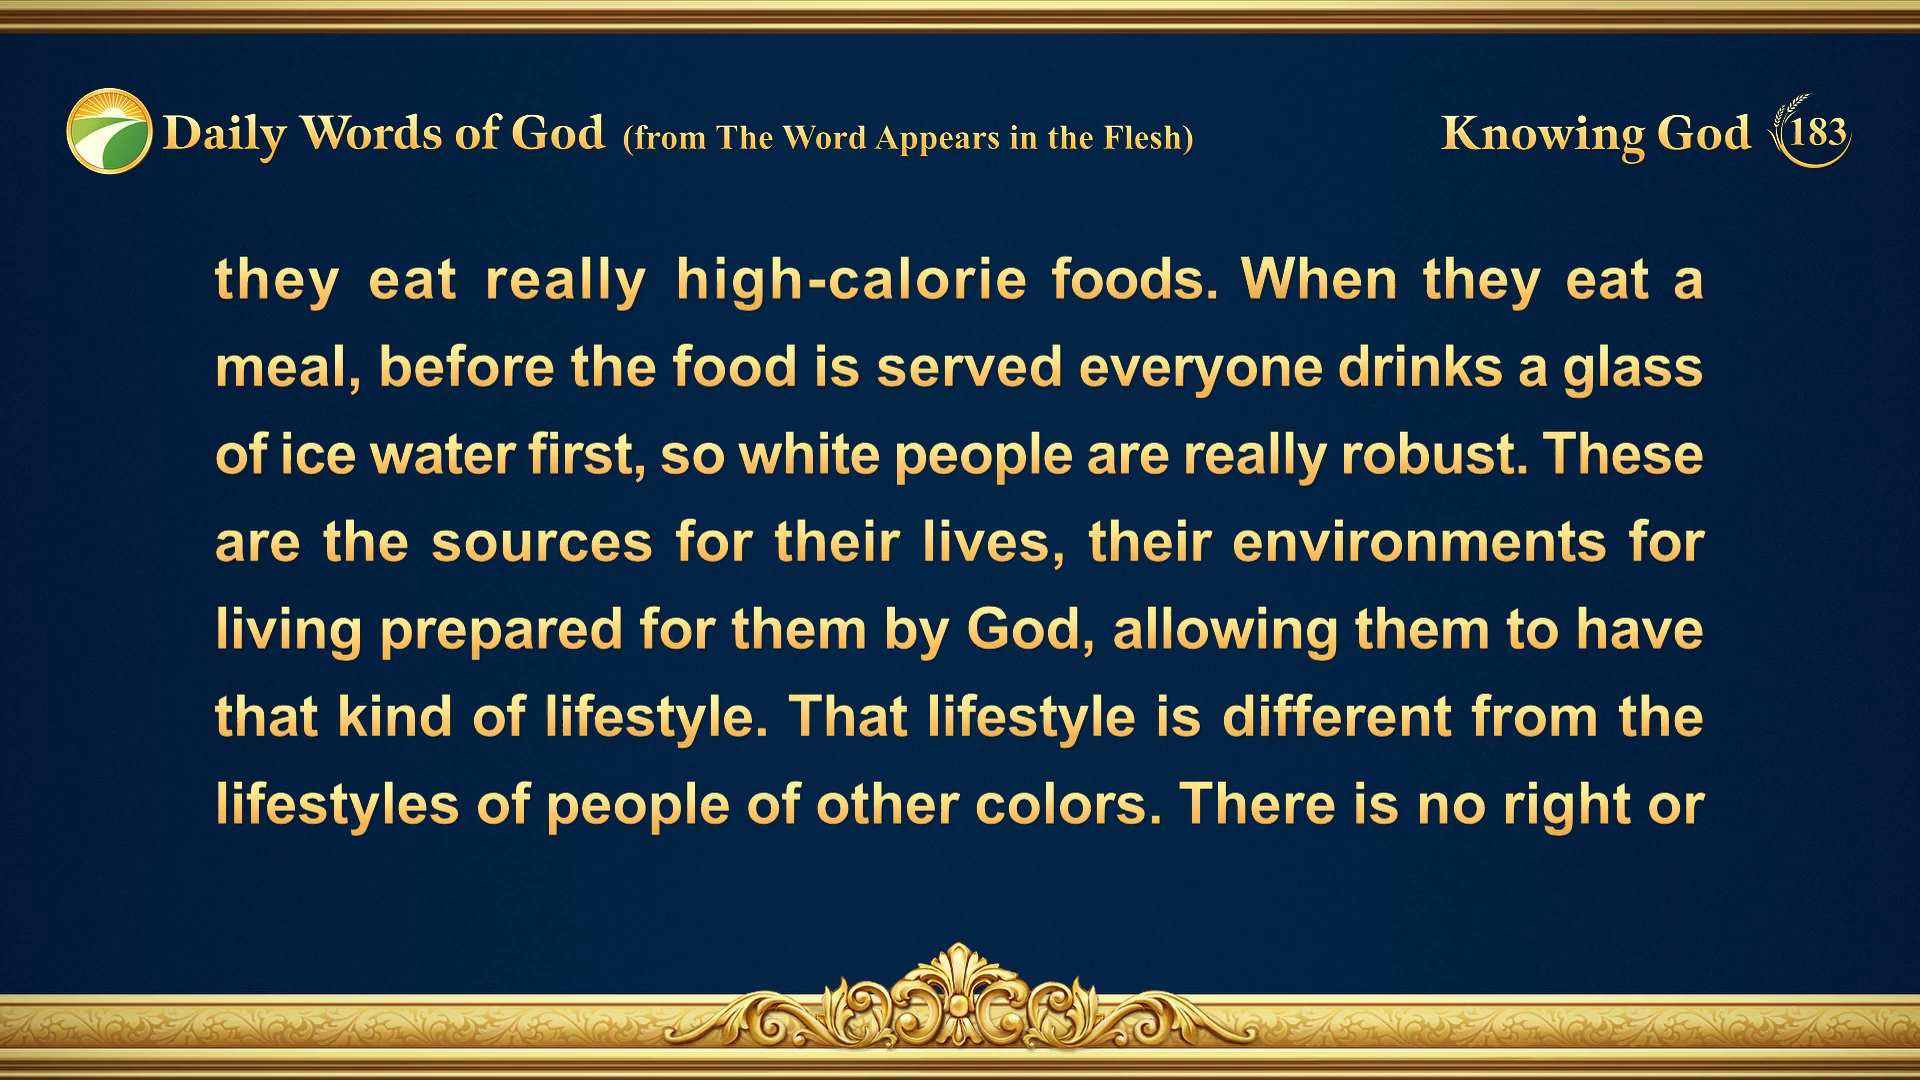 Daily Words of God (from The Word Appears in the Flesh)
Knowing God 183
they eat really high-calorie foods. When they eat a
meal, before the food is served everyone drinks a glass
of ice water first, so white people are really robust. These
are the sources for their lives, their environments for
living prepared for them by God, allowing them to have
that kind of lifestyle. That lifestyle is different from the
lifestyles of people of other colors. There is no right or